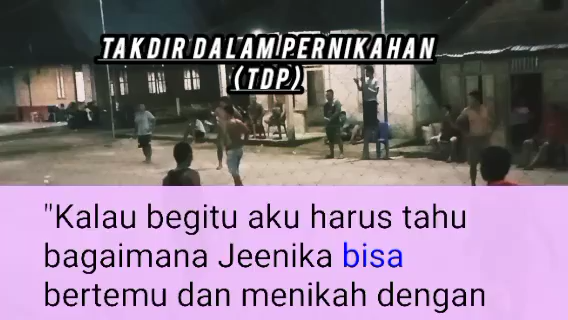 TAKDIR DALAM PERNIKAHAN
(TDP)
"Kalau begitu aku harus tahu
bagaimana Jeenika bisa
bertemu dan menikah dengan